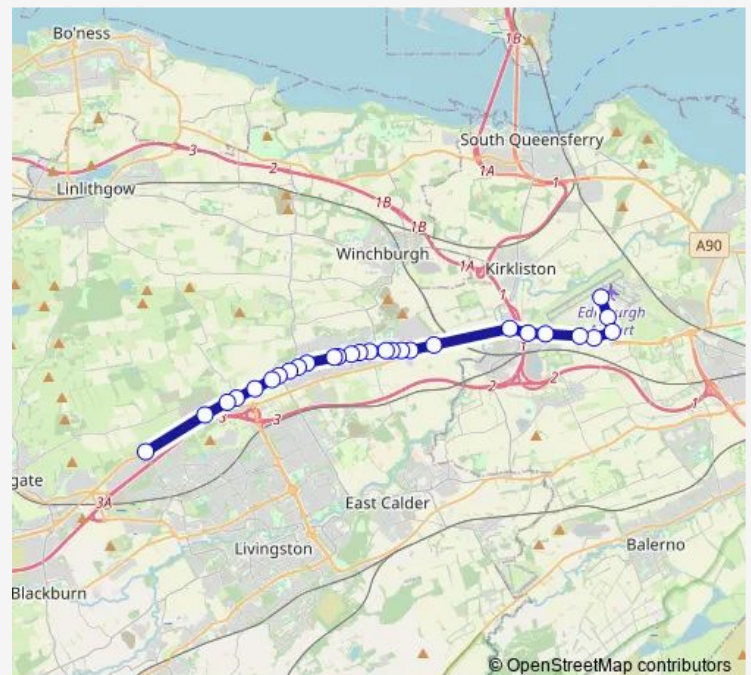 Bo'ness
1B
South Queensferry
3
2
1A
1
Linlithgow
1B
1B
A90
Winchburgh
1A
Kirkliston
1
Edinburgh
Airport
1
2
2
1
3
3
gate
3A
East Calder
Livingston
Balerno
Blackburn
© OpenStreetMap contributors